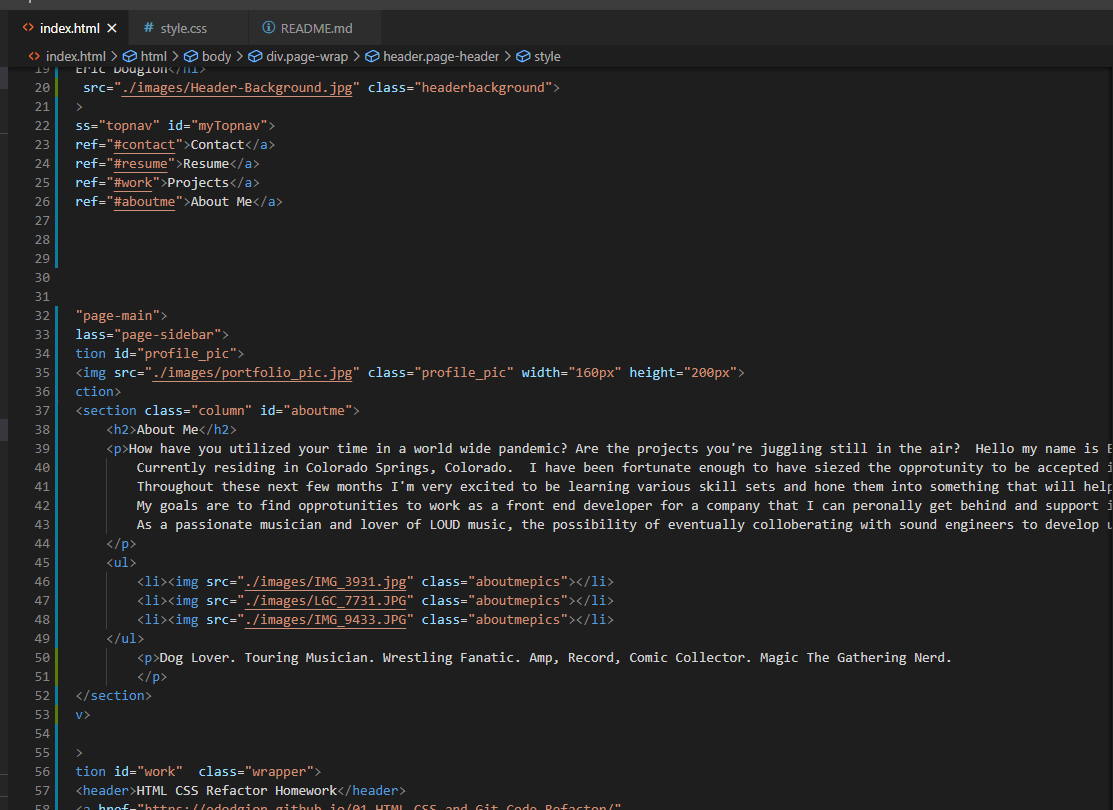 index.html
style.css
README.md
index.html > html > body > div.page-wrap > header.page-header > style
19 Eric Dodgion</h1>
20 src="./images/Header-Background.jpg" class="headerbackground">
21 >
22 ss="topnav" id="myTopnav">
23 ref="#contact">Contact</a>
24 ref="#resume">Resume</a>
25 ref="#work">Projects</a>
26 ref="#aboutme">About Me</a>
27
28
29
30
31
32 "page-main">
33 lass="page-sidebar">
34 tion id="profile_pic">
35 <img src="./images/portfolio_pic.jpg" class="profile_pic" width="160px" height="200px">
36 ction>
37 <section class="column" id="aboutme">
38 <h2>About Me</h2>
39 <p>How have you utilized your time in a world wide pandemic? Are the projects you're juggling still in the air?  Hello my name is E
40 Currently residing in Colorado Springs, Colorado.  I have been fortunate enough to have siezed the opprotunity to be accepted i
41 Throughout these next few months I'm very excited to be learning various skill sets and hone them into something that will help
42 My goals are to find opprotunities to work as a front end developer for a company that I can peronally get behind and support i
43 As a passionate musician and lover of LOUD music, the possibility of eventually colloberating with sound engineers to develop u
44 </p>
45 <ul>
46 <li><img src="./images/IMG_3931.jpg" class="aboutmepics"></li>
47 <li><img src="./images/LGC_7731.JPG" class="aboutmepics"></li>
48 <li><img src="./images/IMG_9433.JPG" class="aboutmepics"></li>
49 </ul>
50 <p>Dog Lover. Touring Musician. Wrestling Fanatic. Amp, Record, Comic Collector. Magic The Gathering Nerd.
51 </p>
52 </section>
53 v>
54
55 >
56 tion id="work"  class="wrapper">
57 <header>HTML CSS Refactor Homework</header>
58 <a href="https://edodgion.github.io/01-HTML-CSS-and-Git-Code-Refactor/"